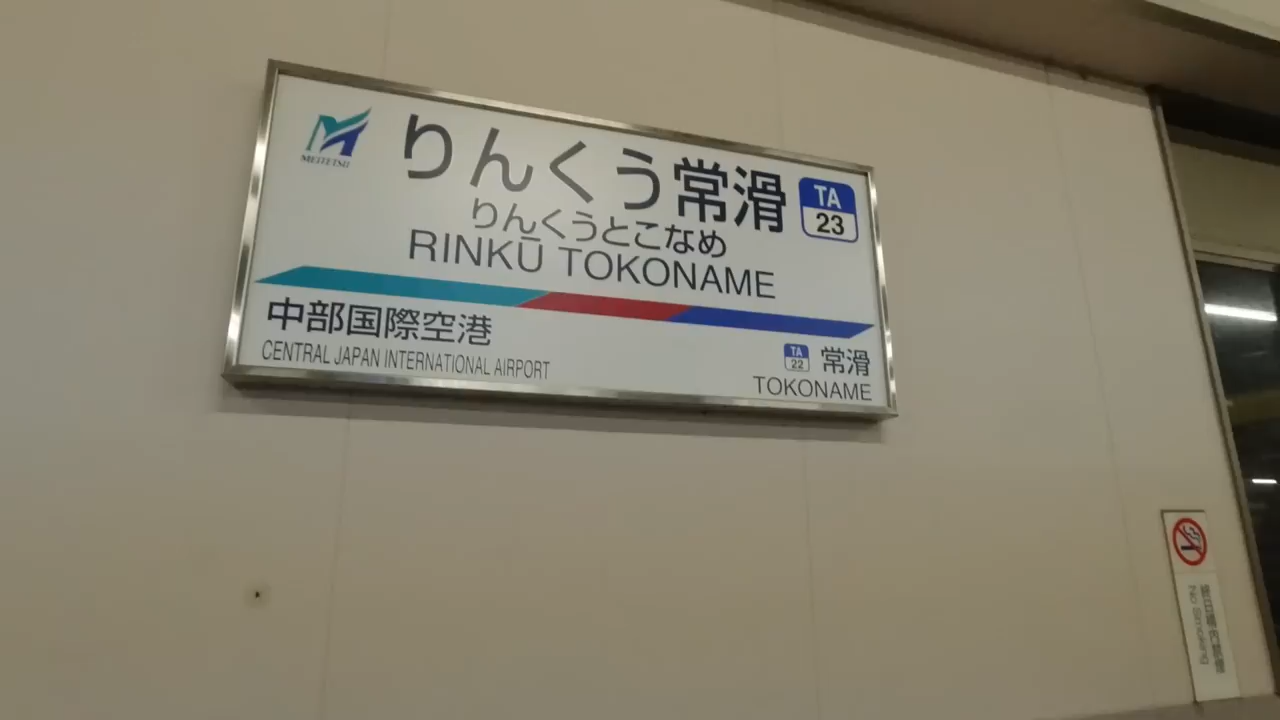 MEITETSU
りんくう常滑
りんくうとこなめ
RINKŪ TOKONAME
TA
23
中部国際空港
CENTRAL JAPAN INTERNATIONAL AIRPORT
TA
22
常滑
TOKONAME
No Smoking